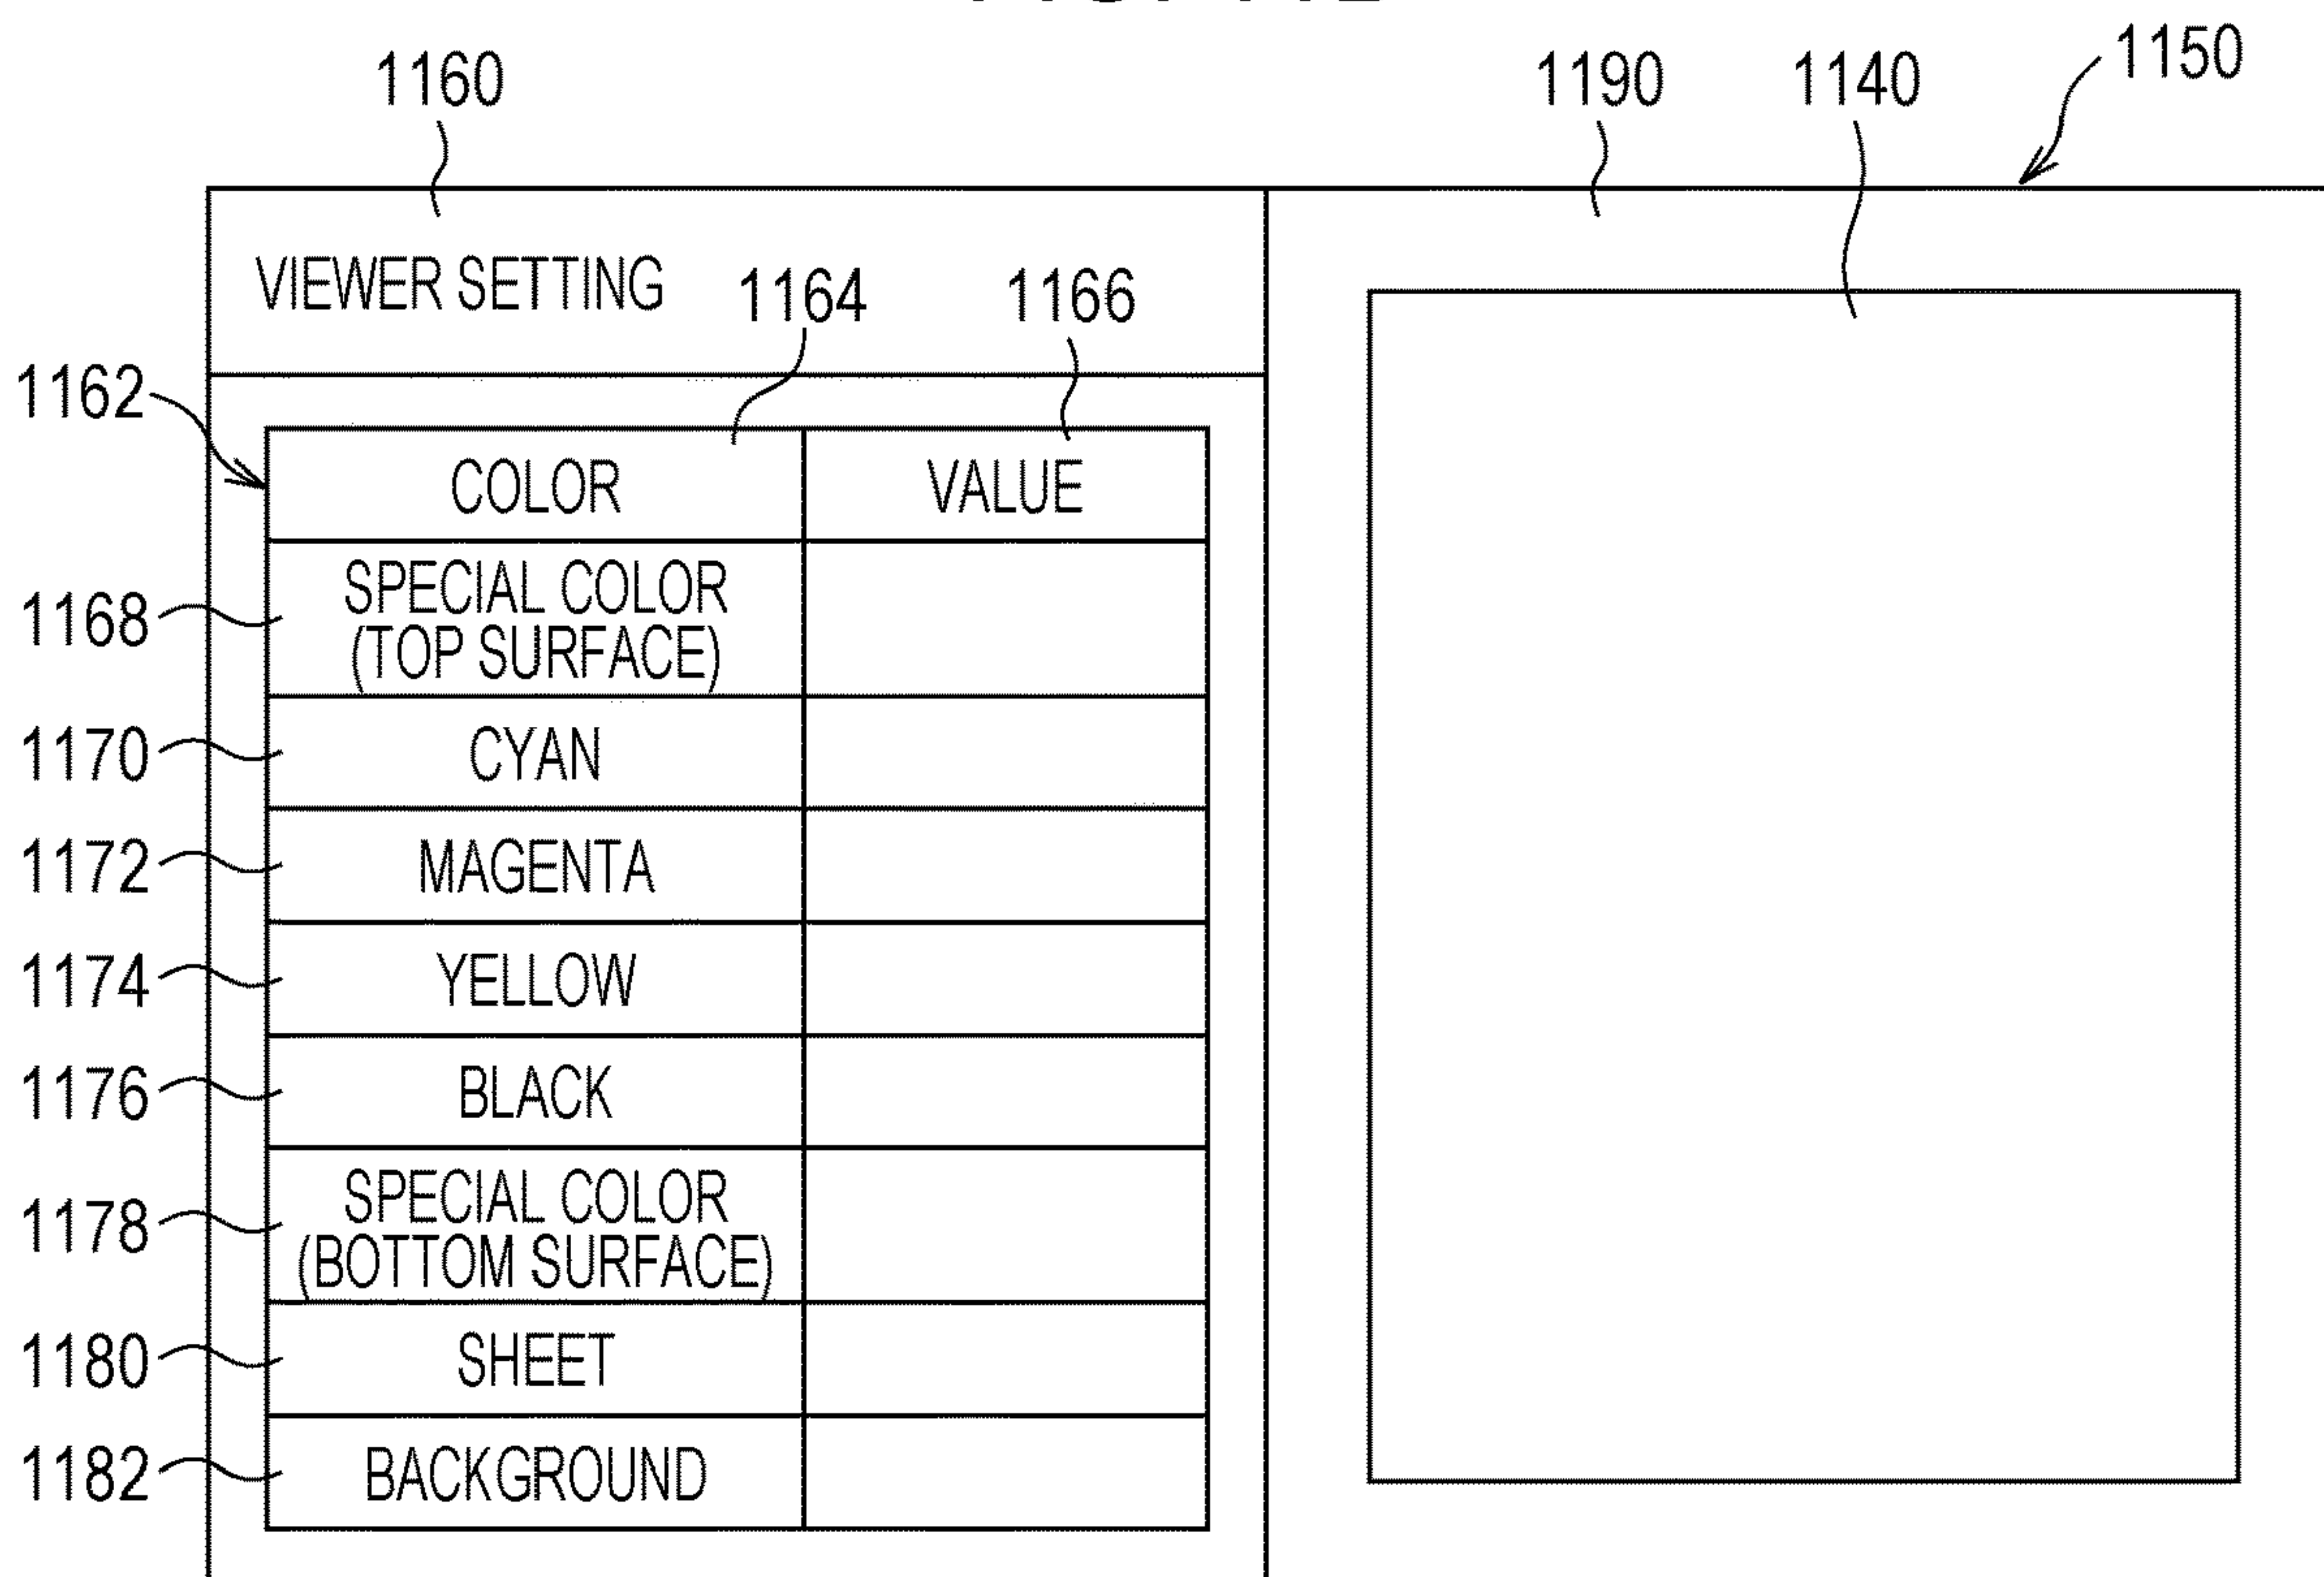 1160
1190
1140
1150
VIEWER SETTING
1164
1166
1162
COLOR
VALUE
1168
SPECIAL COLOR
(TOP SURFACE)
1170
CYAN
1172
MAGENTA
1174
YELLOW
1176
BLACK
1178
SPECIAL COLOR
(BOTTOM SURFACE)
1180
SHEET
1182
BACKGROUND